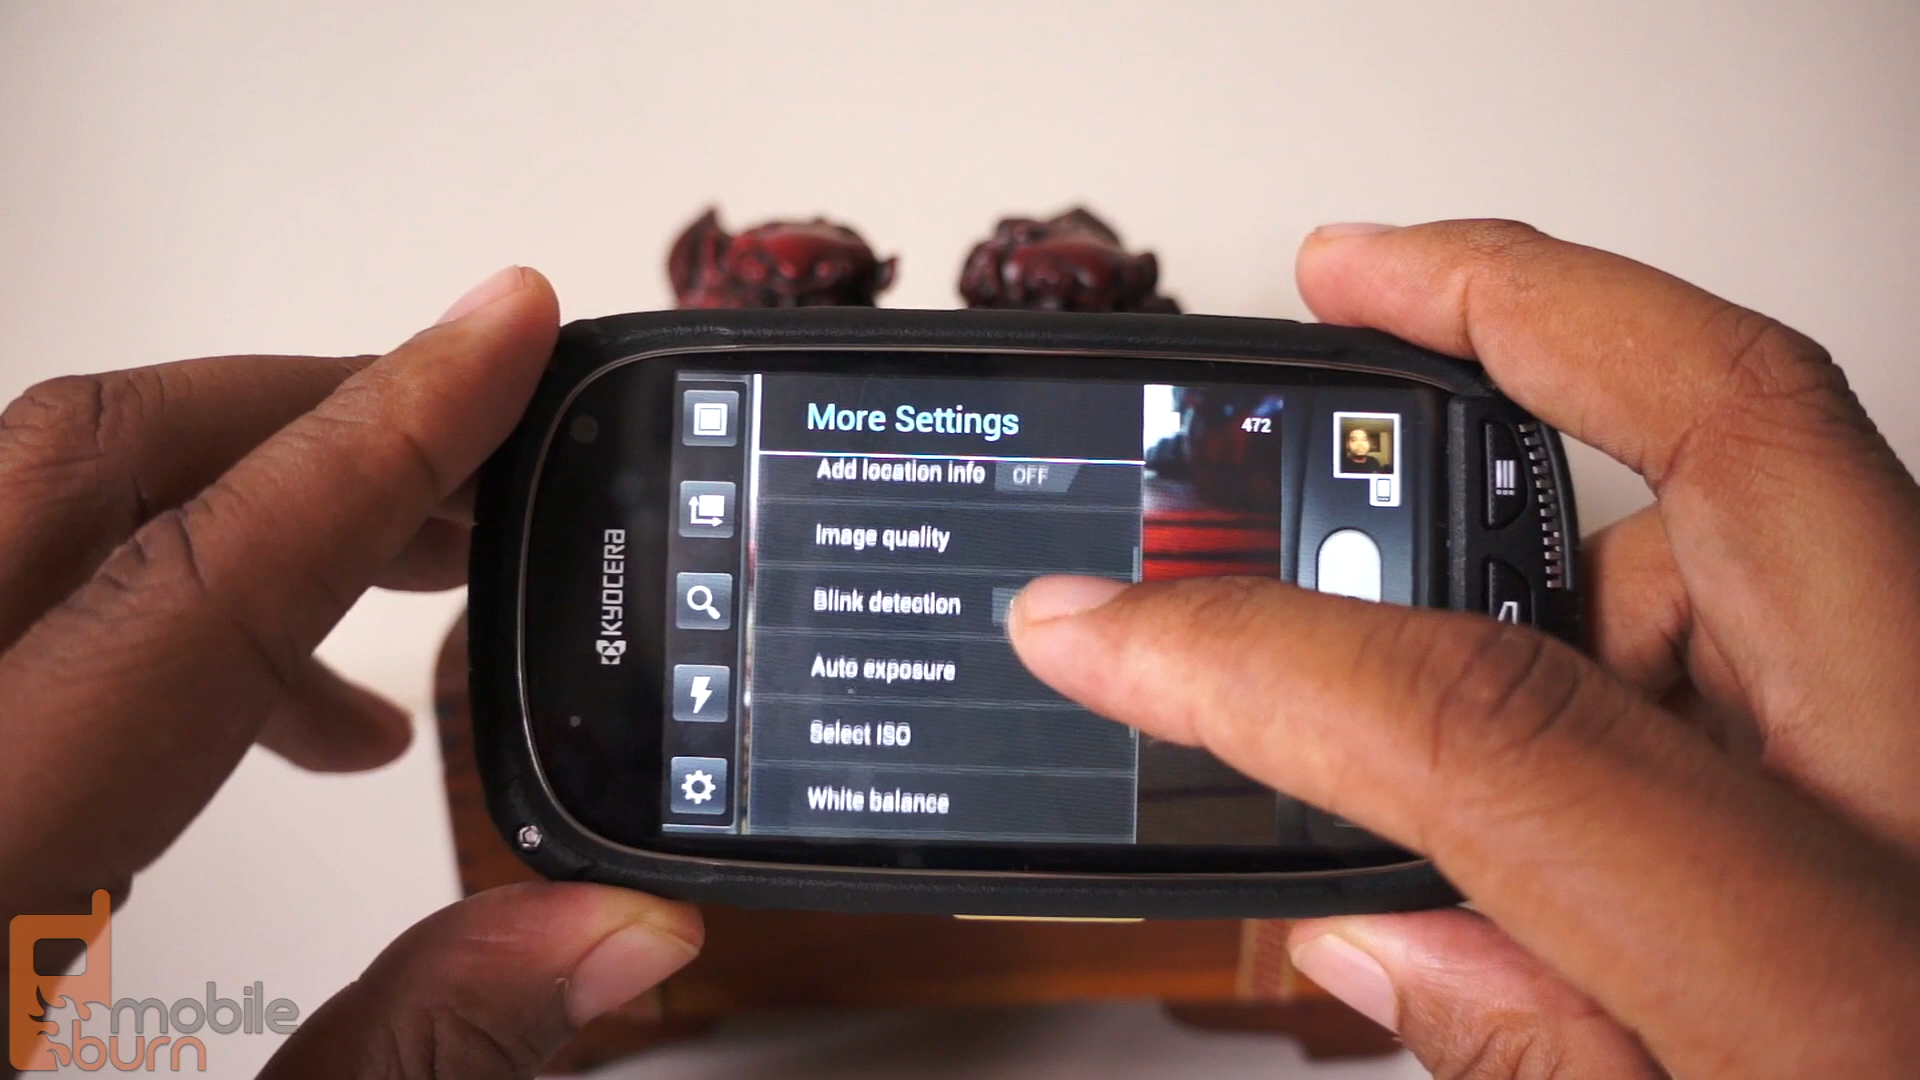 More Settings
472
Add location info OFF
Image quality
Blink detection
Auto exposure
Select ISO
White balance
KYOCERA
mobile
burn